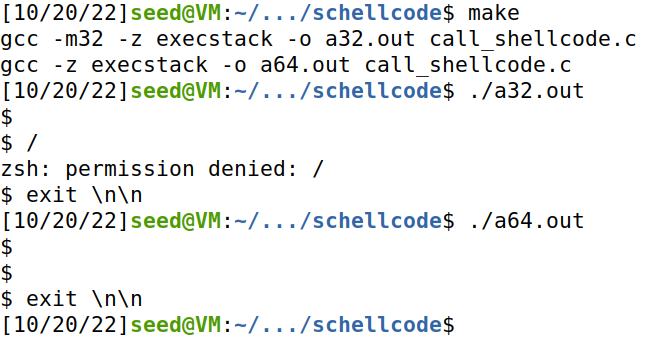 [10/20/22]seed@VM:~/.../schellcode$ make
gcc -m32 -z execstack -o a32.out call_shellcode.c
gcc -z execstack -o a64.out call_shellcode.c
[10/20/22]seed@VM:~/.../schellcode$ ./a32.out
$
$ /
zsh: permission denied: /
$ exit \n\n
[10/20/22]seed@VM:~/.../schellcode$ ./a64.out
$
$
$ exit \n\n
[10/20/22]seed@VM:~/.../schellcode$